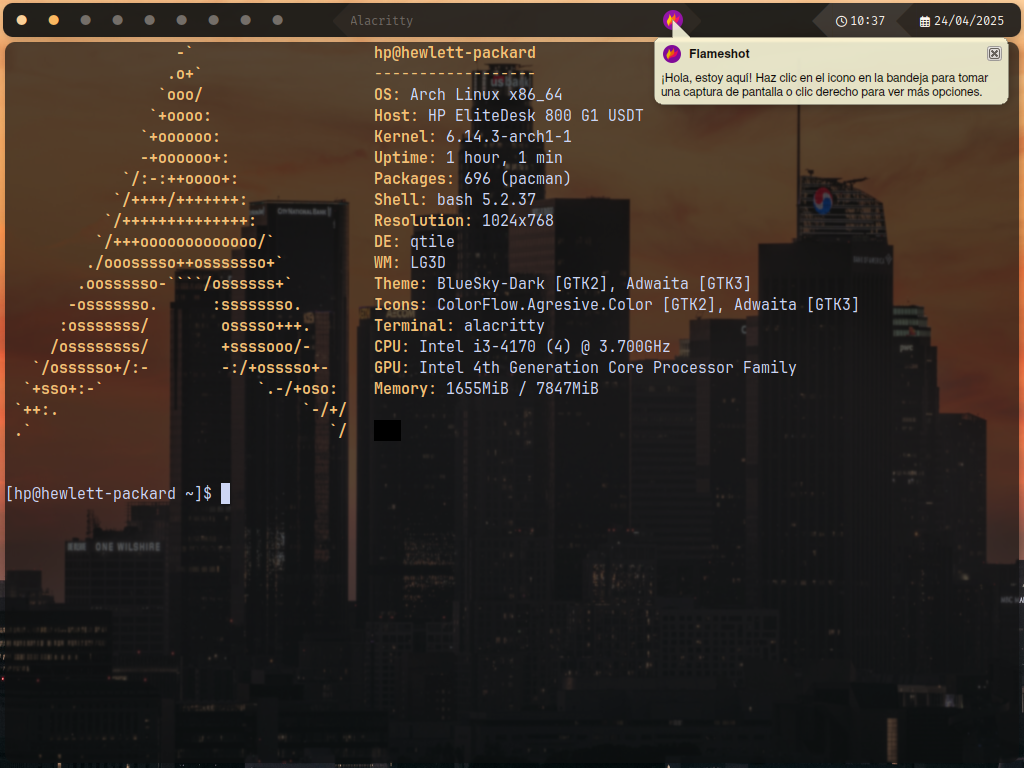 Alacritty
10:37
24/04/2025
Flameshot
¡Hola, estoy aquí! Haz clic en el icono en la bandeja para tomar
una captura de pantalla o clic derecho para ver más opciones.
-`
.o+`
`ooo/
`+oooo:
`+oooooo:
-+oooooo+:
`/:-:++oooo+:
`/++++/+++++++:
`/++++++++++++++:
`/+++ooooooooooooo/`
./ooosssso++osssssso+`
.oossssso-````/ossssss+`
-osssssso. :ssssssso.
:osssssss/ osssso+++.
/ossssssss/ +ssssooo/-
`/ossssso+/:- -:/+osssso+-
`+sso+:-` `.-/+oso:
`++:. `-/+/
.` `/
hp@hewlett-packard
------------------
OS: Arch Linux x86_64
Host: HP EliteDesk 800 G1 USDT
Kernel: 6.14.3-arch1-1
Uptime: 1 hour, 1 min
Packages: 696 (pacman)
Shell: bash 5.2.37
Resolution: 1024x768
DE: qtile
WM: LG3D
Theme: BlueSky-Dark [GTK2], Adwaita [GTK3]
Icons: ColorFlow.Agresive.Color [GTK2], Adwaita [GTK3]
Terminal: alacritty
CPU: Intel i3-4170 (4) @ 3.700GHz
GPU: Intel 4th Generation Core Processor Family
Memory: 1655MiB / 7847MiB
[hp@hewlett-packard ~]$
ONE WILSHIRE